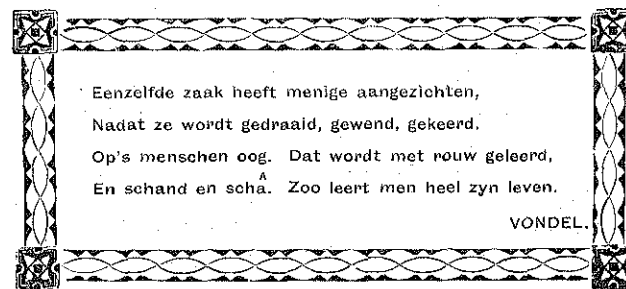 Eenzelfde zaak heeft menige aangezichten,
Nadat ze wordt gedraaid, gewend, gekeerd.
Op's menschen oog. Dat wordt met rouw geleerd,
En schand en schâ. Zoo leert men heel zyn leven.
VONDEL.